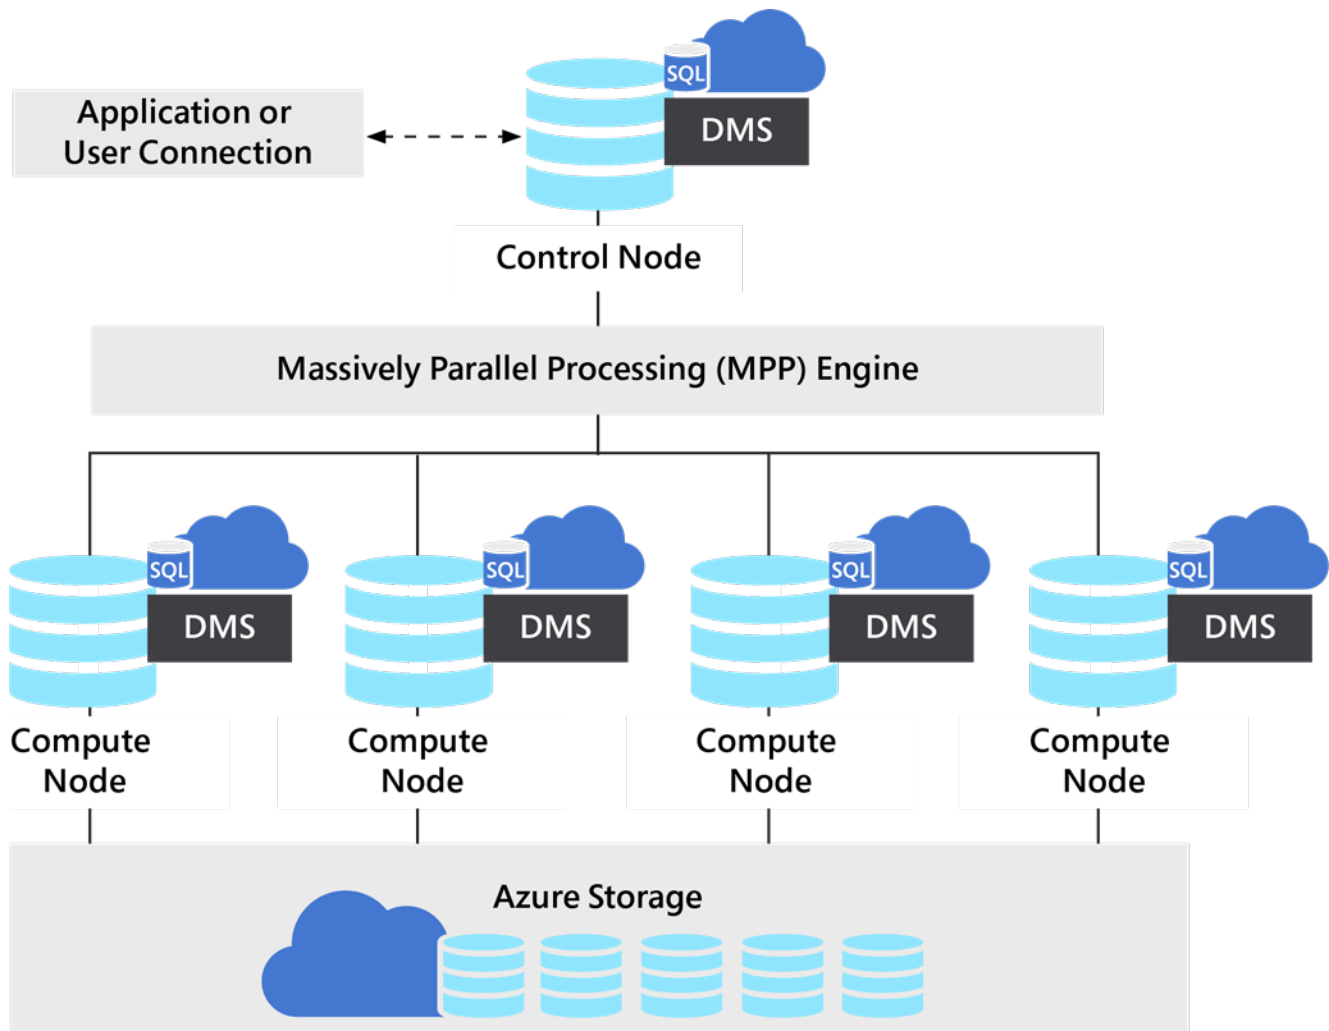 SQL
Application or
User Connection
DMS
Control Node
Massively Parallel Processing (MPP) Engine
SQL
SQL
SQL
SQL
DMS
DMS
DMS
DMS
Compute
Node
Compute
Node
Compute
Node
Compute
Node
Azure Storage